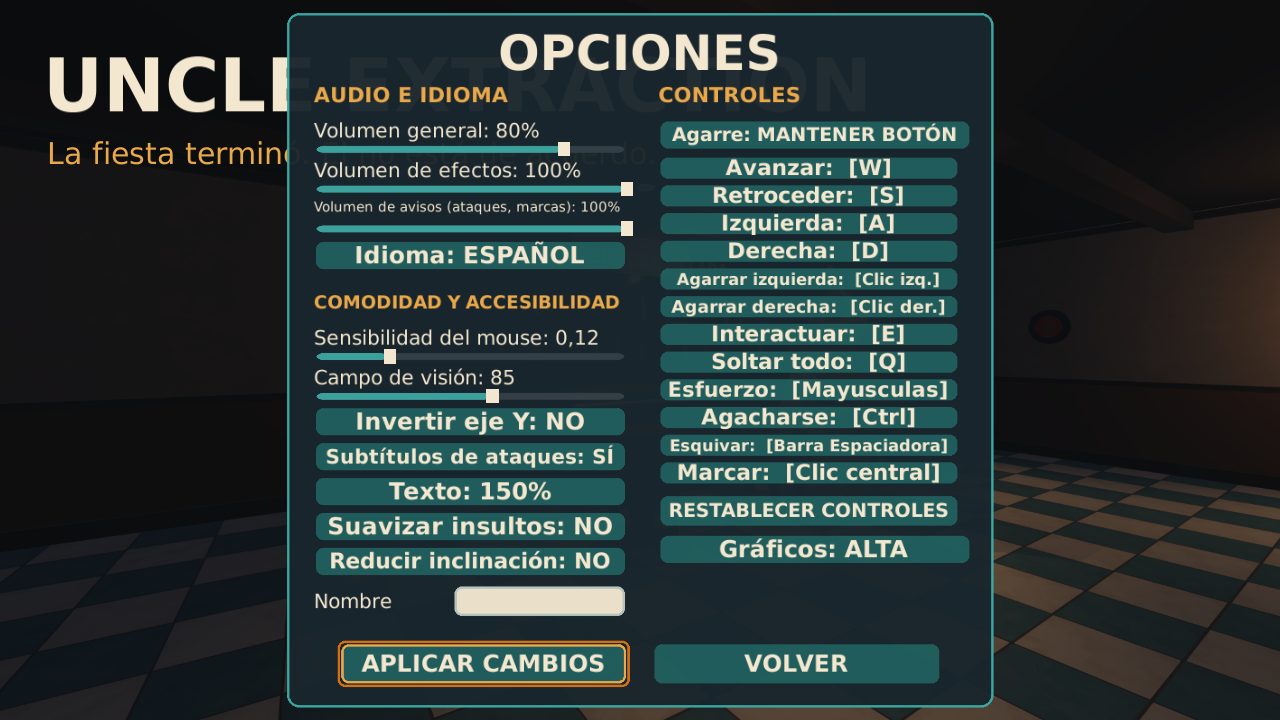 OPCIONES
UNCLE EXTRACTION
La fiesta terminó.
AUDIO E IDIOMA
Volumen general: 80%
Volumen de efectos: 100%
Volumen de avisos (ataques, marcas): 100%
Idioma: ESPAÑOL
COMODIDAD Y ACCESIBILIDAD
Sensibilidad del mouse: 0,12
Campo de visión: 85
Invertir eje Y: NO
Subtítulos de ataques: SÍ
Texto: 150%
Suavizar insultos: NO
Reducir inclinación: NO
Nombre
CONTROLES
Agarre: MANTENER BOTÓN
Avanzar: [W]
Retroceder: [S]
Izquierda: [A]
Derecha: [D]
Agarrar izquierda: [Clic izq.]
Agarrar derecha: [Clic der.]
Interactuar: [E]
Soltar todo: [Q]
Esfuerzo: [Mayusculas]
Agacharse: [Ctrl]
Esquivar: [Barra Espaciadora]
Marcar: [Clic central]
RESTABLECER CONTROLES
Gráficos: ALTA
APLICAR CAMBIOS
VOLVER